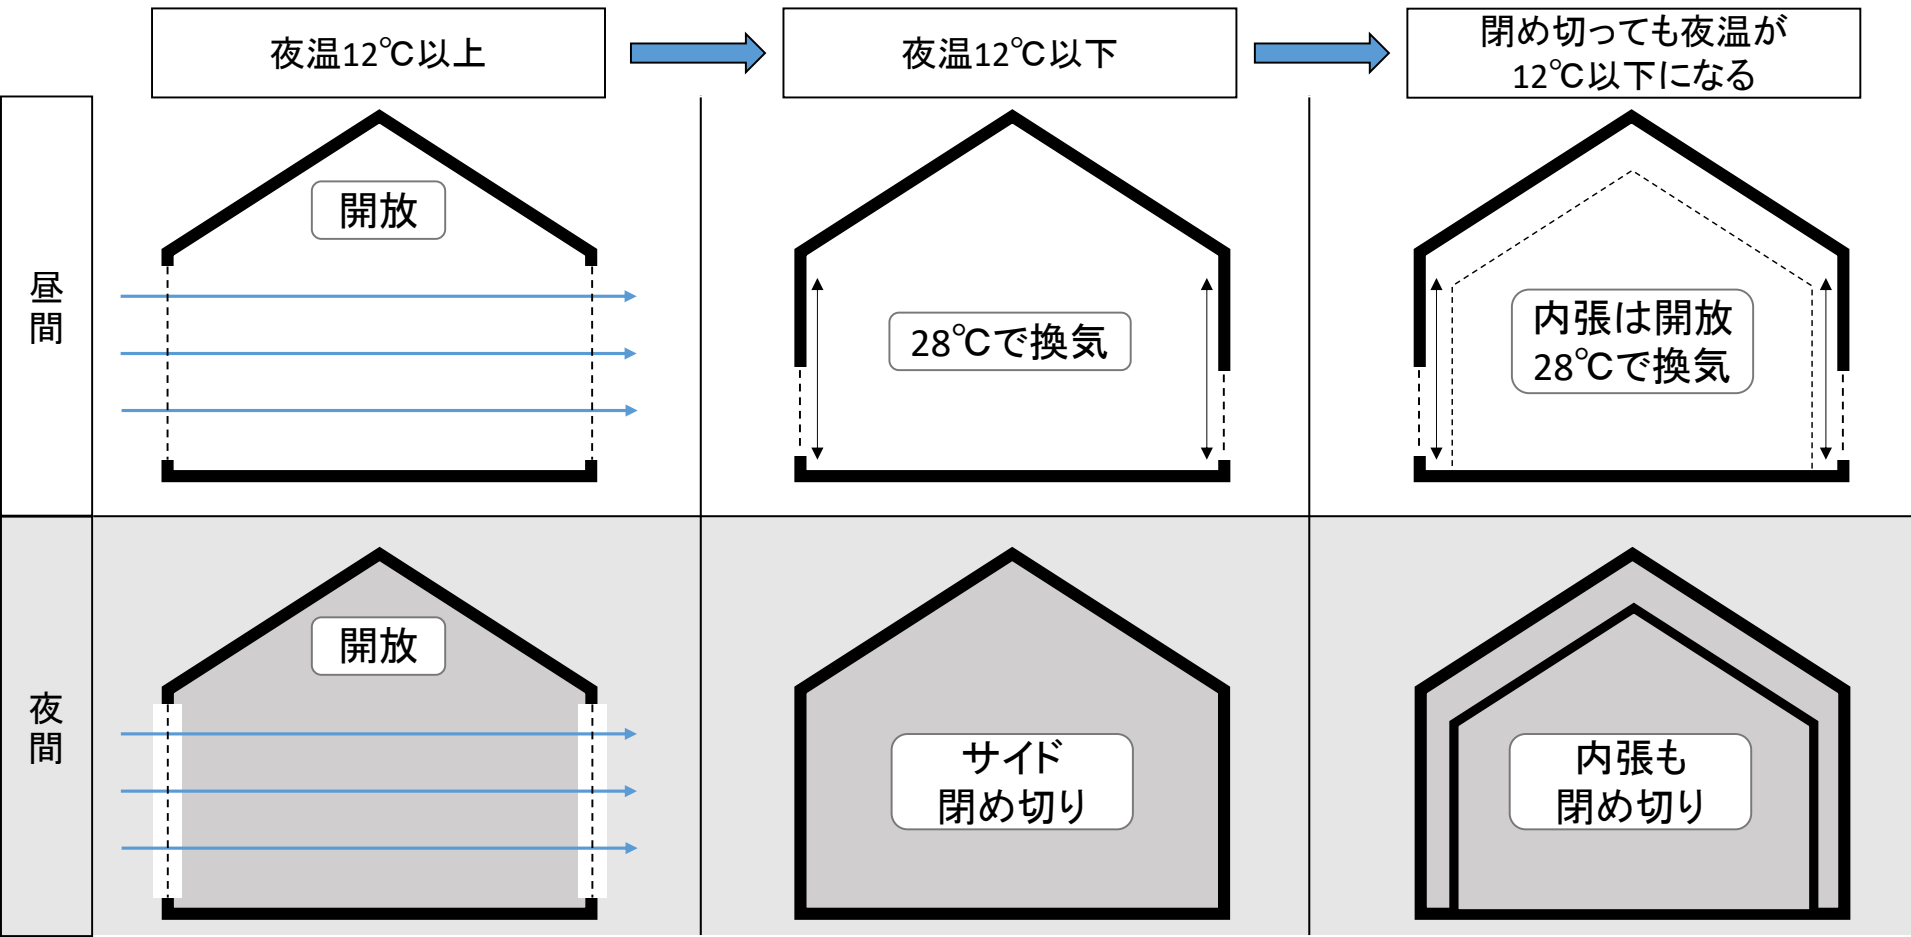 夜温12℃以上
夜温12℃以下
閉め切っても夜温が
12℃以下になる
昼間
開放
28℃で換気
内張は開放
28℃で換気
夜間
開放
サイド
閉め切り
内張も
閉め切り